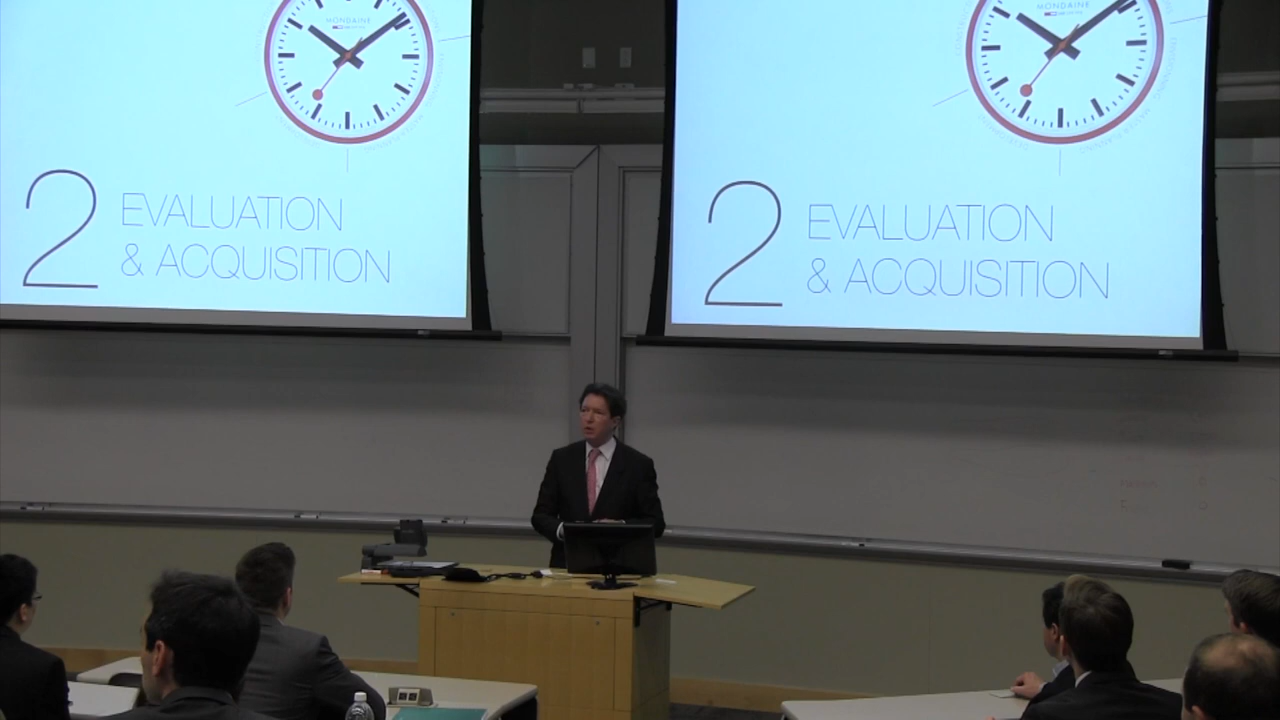 MONDAINE
2
EVALUATION
& ACQUISITION
MONDAINE
2
EVALUATION
& ACQUISITION